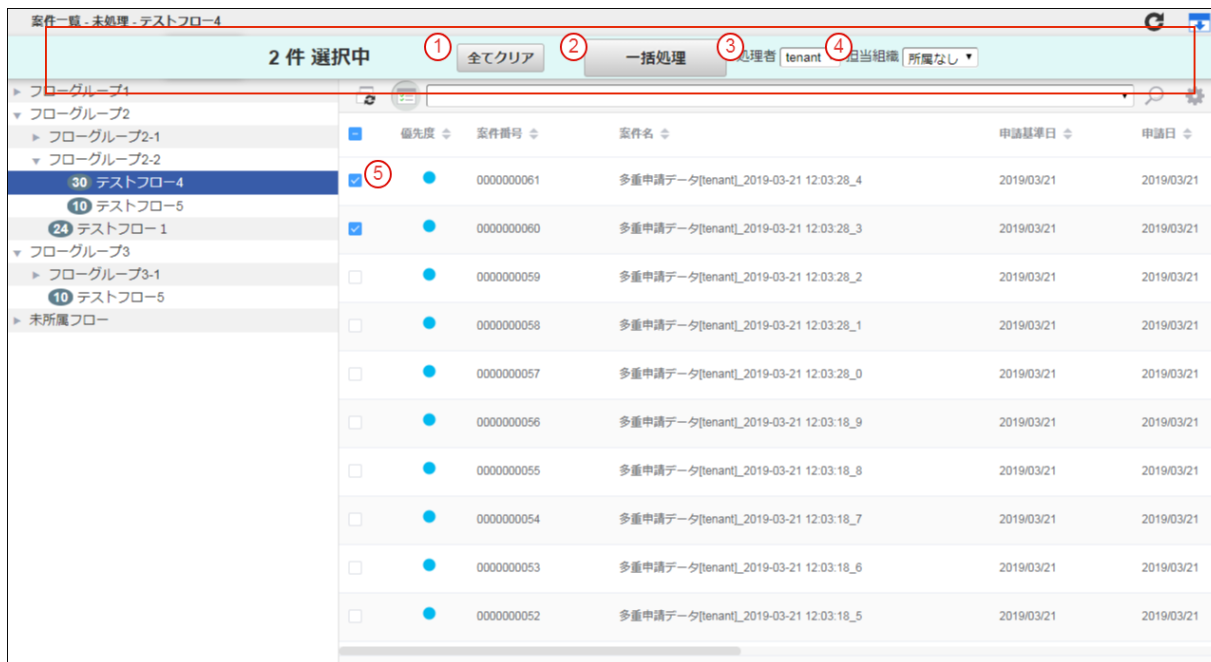 案件一覧 - 未処理 - テストフロー4
2 件 選択中 ① 全てクリア ② 一括処理 ③ 処理者 tenant ④ 担当組織 所属なし
フローグループ1
フローグループ2
フローグループ2-1
フローグループ2-2
30 テストフロー4
10 テストフロー5
24 テストフロー 1
フローグループ3
フローグループ3-1
10 テストフロー5
未所属フロー
優先度 案件番号 案件名 申請基準日 申請日
⑤ 0000000061 多重申請データ[tenant]_2019-03-21 12:03:28_4 2019/03/21 2019/03/21
0000000060 多重申請データ[tenant]_2019-03-21 12:03:28_3 2019/03/21 2019/03/21
0000000059 多重申請データ[tenant]_2019-03-21 12:03:28_2 2019/03/21 2019/03/21
0000000058 多重申請データ[tenant]_2019-03-21 12:03:28_1 2019/03/21 2019/03/21
0000000057 多重申請データ[tenant]_2019-03-21 12:03:28_0 2019/03/21 2019/03/21
0000000056 多重申請データ[tenant]_2019-03-21 12:03:18_9 2019/03/21 2019/03/21
0000000055 多重申請データ[tenant]_2019-03-21 12:03:18_8 2019/03/21 2019/03/21
0000000054 多重申請データ[tenant]_2019-03-21 12:03:18_7 2019/03/21 2019/03/21
0000000053 多重申請データ[tenant]_2019-03-21 12:03:18_6 2019/03/21 2019/03/21
0000000052 多重申請データ[tenant]_2019-03-21 12:03:18_5 2019/03/21 2019/03/21